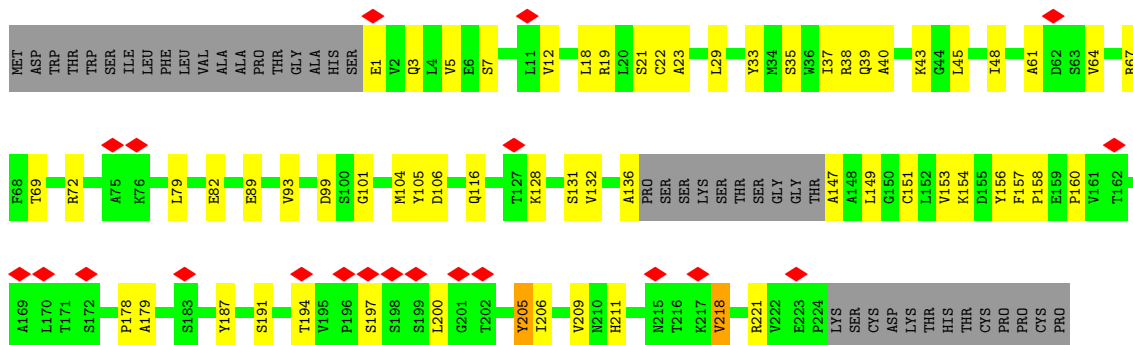 MET ASP TRP THR THR TRP SER ILE LEU PHE LEU VAL ALA ALA PRO THR GLY ALA HIS SER E1 V2 Q3 L4 V5 E6 S7 L11 V12 L18 R19 L20 S21 C22 A23 L29 Y33 M34 S35 W36 I37 R38 Q39 A40 K43 G44 L45 I48 A61 D62 S63 V64 R67
F68 T69 R72 A75 K76 L79 E82 E89 V93 D99 S100 G101 M104 Y105 D106 Q116 T127 K128 S131 V132 A136 PRO SER SER LYS SER THR SER GLY GLY THR A147 A148 L149 G150 C151 L152 V153 K154 D155 Y156 F157 P158 E159 P160 V161 T162
A169 L170 T171 S172 P178 A179 S183 Y187 S191 T194 V195 P196 S197 S198 S199 L200 G201 T202 Y205 I206 V209 N210 H211 N215 T216 K217 V218 R221 V222 E223 P224 LYS SER CYS ASP LYS THR HIS THR CYS PRO PRO CYS PRO